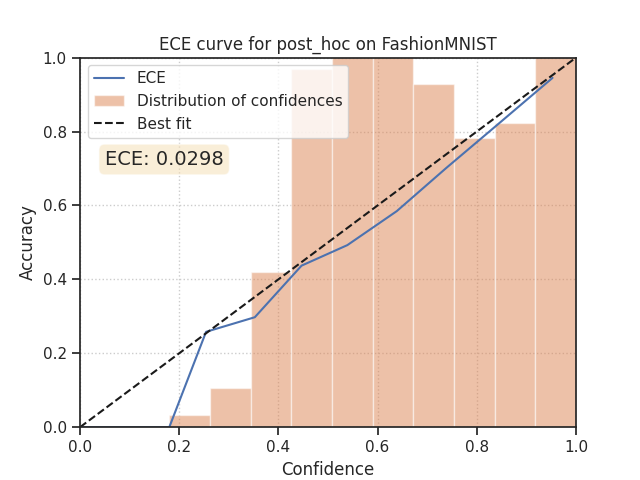 ECE curve for post_hoc on FashionMNIST
ECE
Distribution of confidences
Best fit
ECE: 0.0298
1.0
0.8
0.6
0.4
0.2
0.0
Accuracy
0.0 0.2 0.4 0.6 0.8 1.0
Confidence